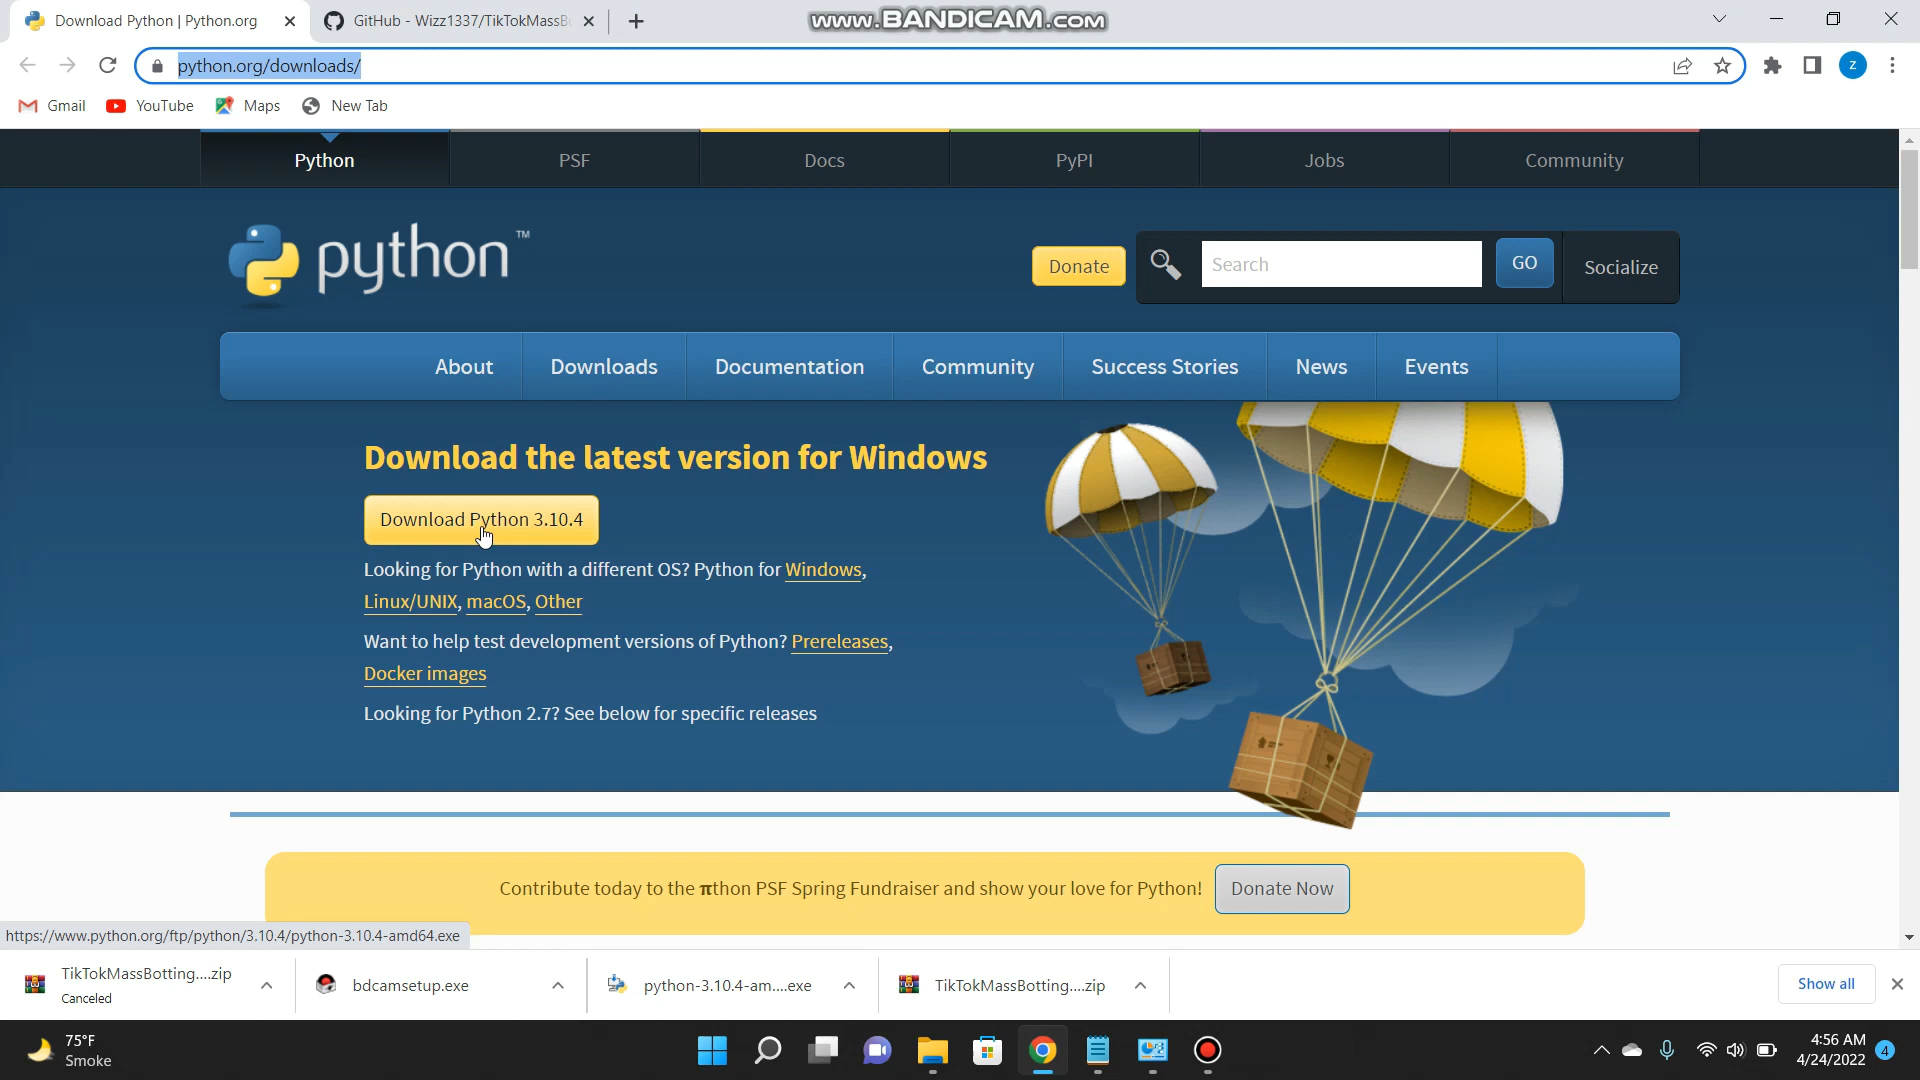 Download Python | Python.org
GitHub - Wizz1337/TikTokMassB
www.BANDICAM.com
python.org/downloads/
z
Gmail
YouTube
Maps
New Tab
Python
PSF
Docs
PyPI
Jobs
Community
python™
Donate
Search
GO
Socialize
About
Downloads
Documentation
Community
Success Stories
News
Events
Download the latest version for Windows
Download Python 3.10.4
Looking for Python with a different OS? Python for Windows,
Linux/UNIX, macOS, Other
Want to help test development versions of Python? Prereleases,
Docker images
Looking for Python 2.7? See below for specific releases
Contribute today to the πthon PSF Spring Fundraiser and show your love for Python!
Donate Now
https://www.python.org/ftp/python/3.10.4/python-3.10.4-amd64.exe
TikTokMassBotting....zip
Canceled
bdcamsetup.exe
python-3.10.4-am....exe
TikTokMassBotting....zip
Show all
75°F
Smoke
4:56 AM
4/24/2022
4